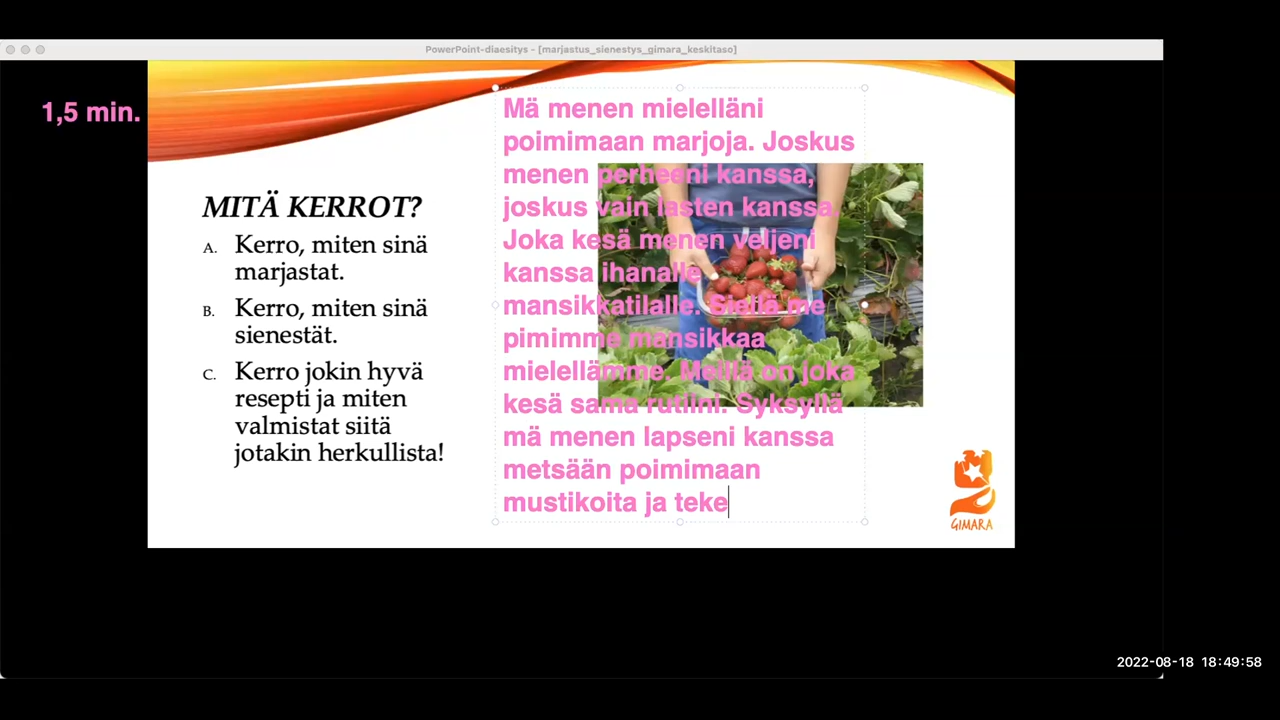 PowerPoint-diaesitys - [marjastus_sienestys_gimara_keskitaso]
1,5 min.
MITÄ KERROT?
A. Kerro, miten sinä
marjastat.
B. Kerro, miten sinä
sienestät.
C. Kerro jokin hyvä
resepti ja miten
valmistat siitä
jotakin herkullista!
Mä menen mielelläni
poimimaan marjoja. Joskus
menen perheeni kanssa,
joskus vain lasten kanssa.
Joka kesä menen veljeni
kanssa ihanalle
mansikkatilalle. Siellä me
pimimme mansikkaa
mielellämme. Meillä on joka
kesä sama rutiini. Syksyllä
mä menen lapseni kanssa
metsään poimimaan
mustikoita ja teke
GIMARA
2022-08-18 18:49:58